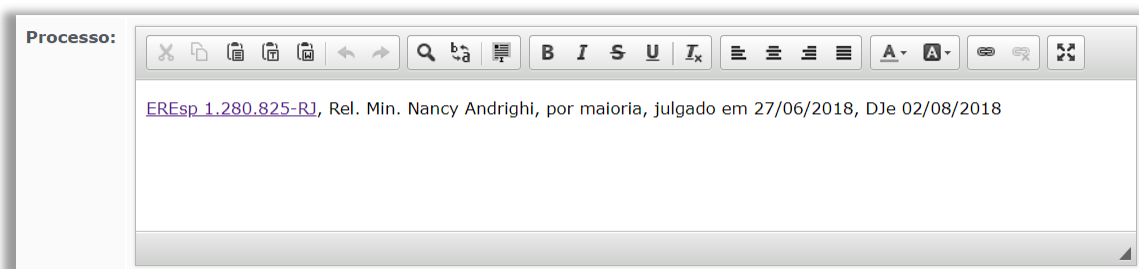 Processo:
EREsp 1.280.825-RJ, Rel. Min. Nancy Andrighi, por maioria, julgado em 27/06/2018, DJe 02/08/2018